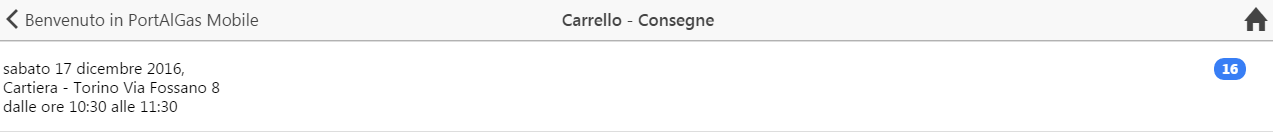 Benvenuto in PortAlGas Mobile
Carrello - Consegne
sabato 17 dicembre 2016,
16
Cartiera - Torino Via Fossano 8
dalle ore 10:30 alle 11:30